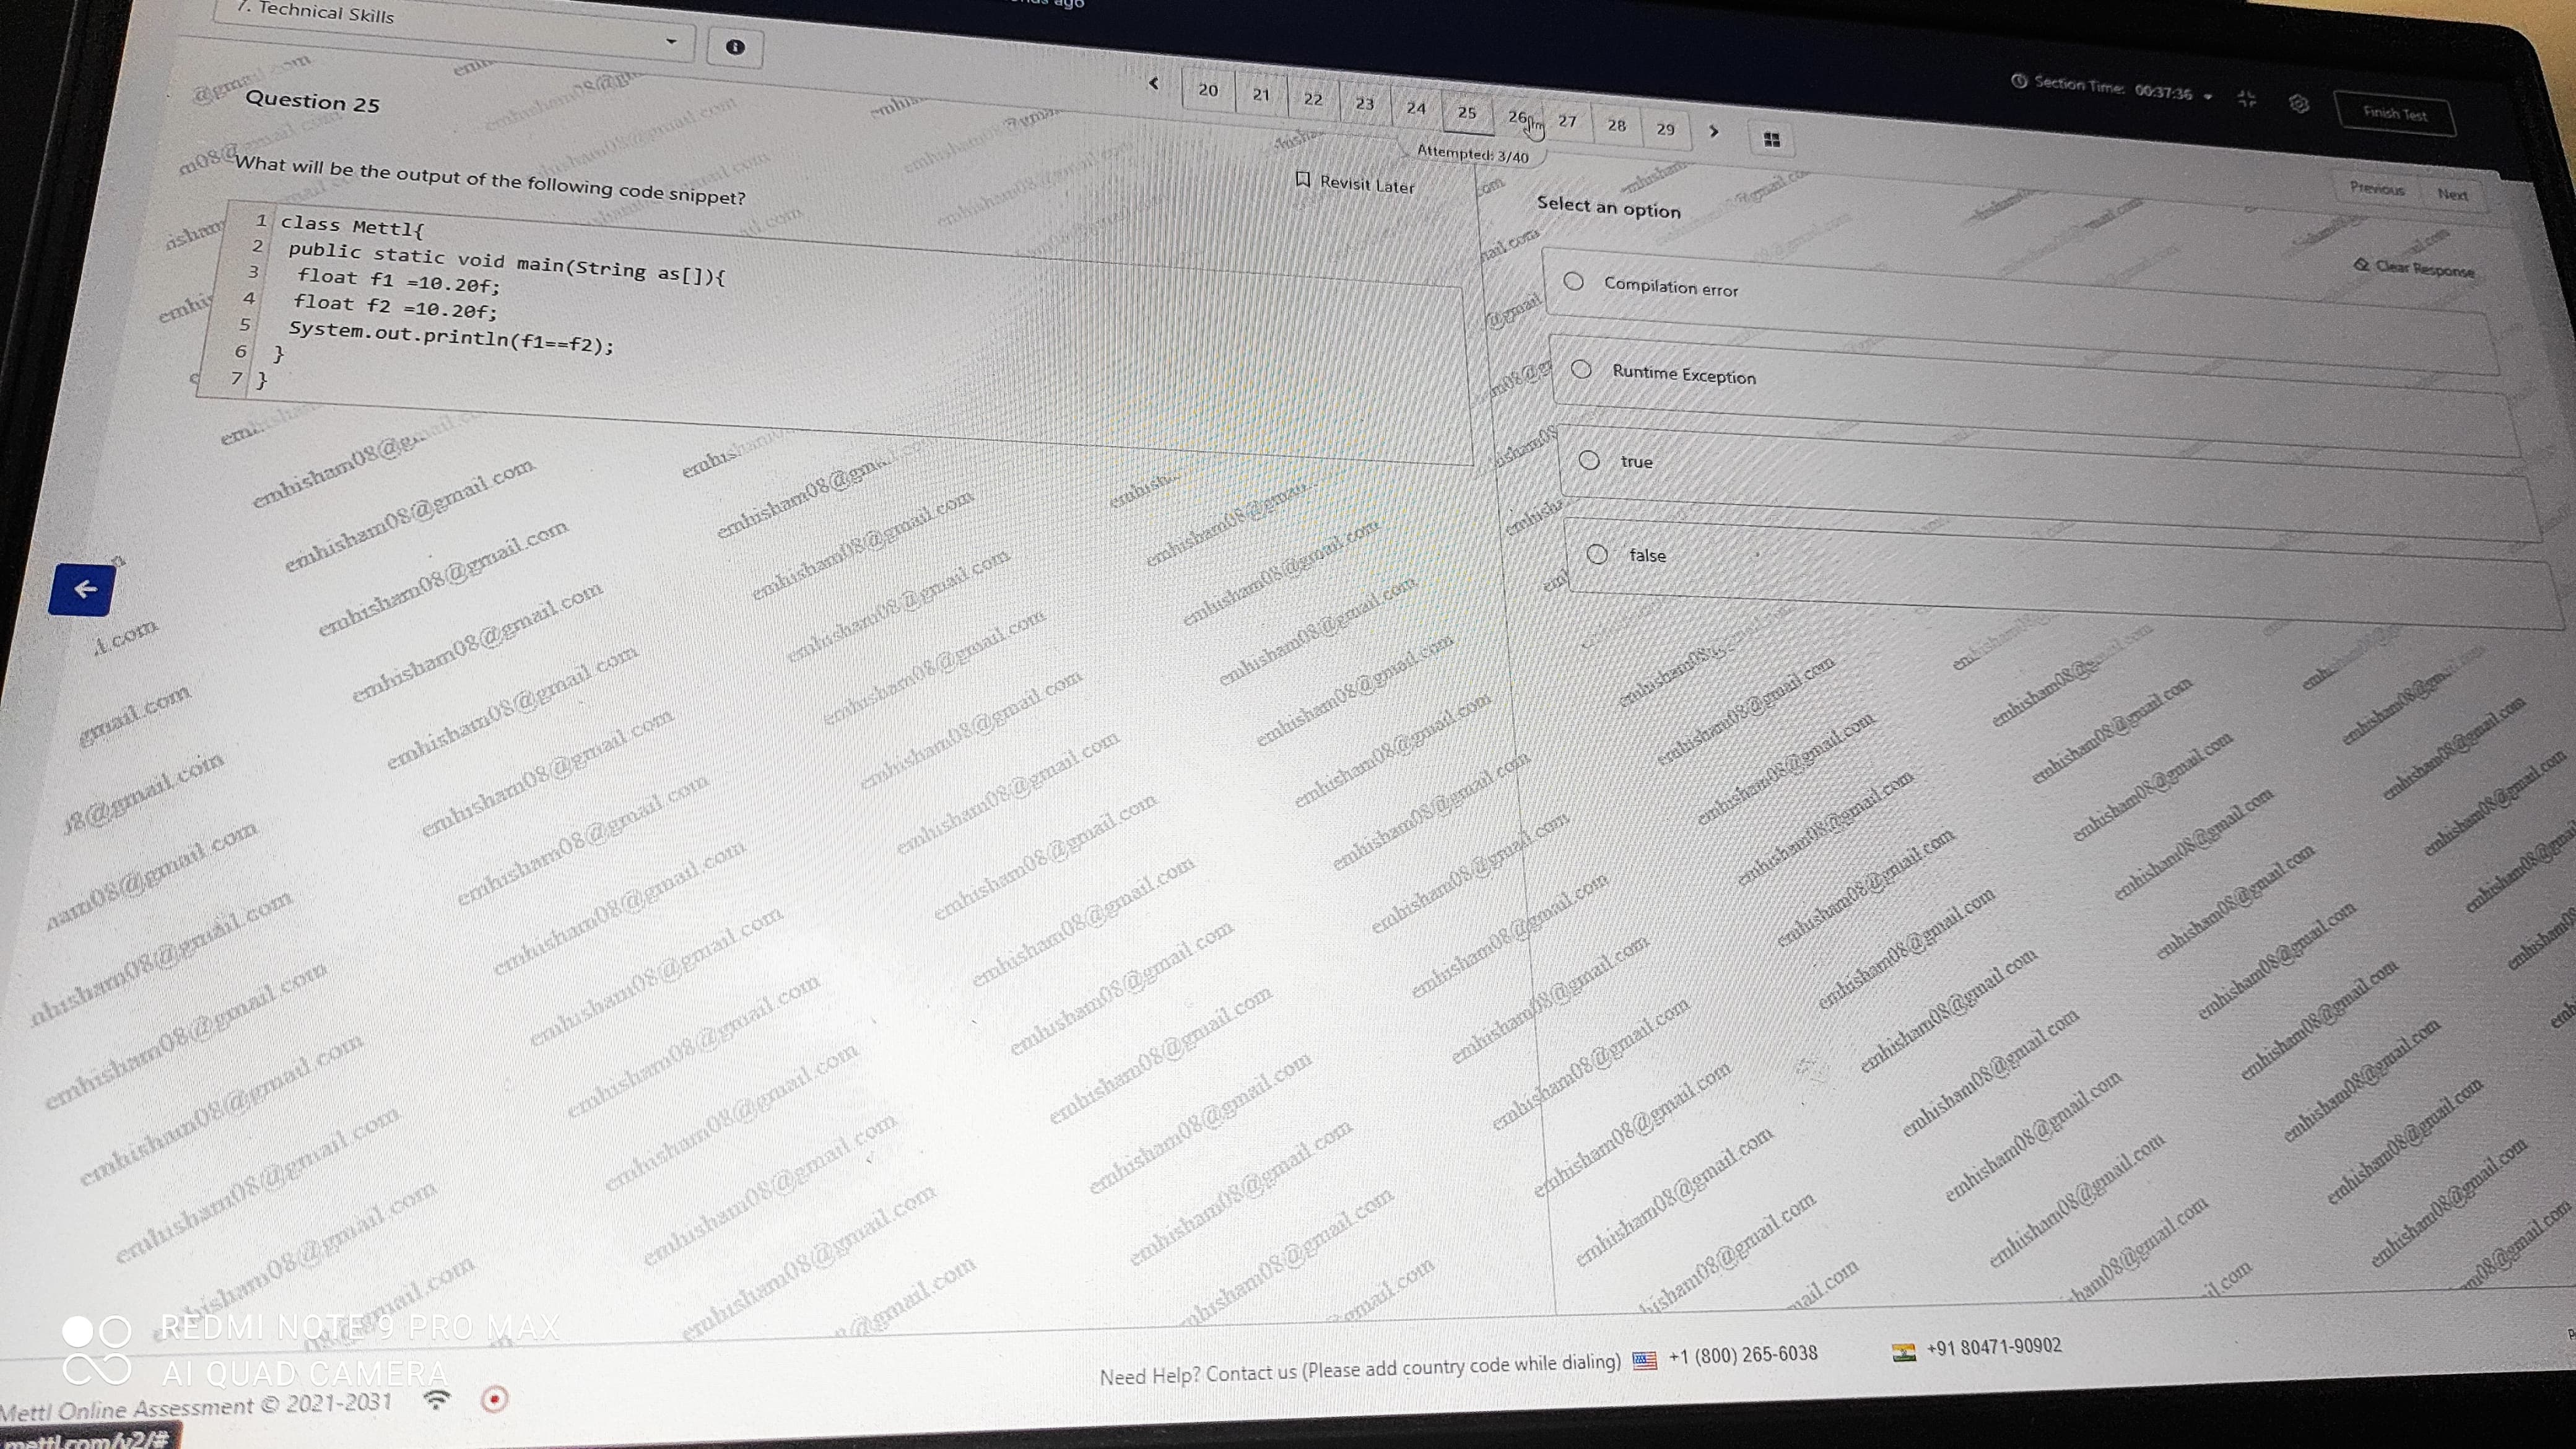 7. Technical Skills
Section Time: 00:37:36
Finish Test
20 21 22 23 24 25 26 27 28 29
Attempted: 3/40
Previous Next
Question 25
Revisit Later
What will be the output of the following code snippet?
1 class Mettl{
2 public static void main(String as[]){
3 float f1 =10.20f;
4 float f2 =10.20f;
5 System.out.println(f1==f2);
6 }
7 }
Select an option
Clear Response
Compilation error
Runtime Exception
true
false
emhisham08@gmail.com
REDMI NOTE 9 PRO MAX
AI QUAD CAMERA
Need Help? Contact us (Please add country code while dialing) +1 (800) 265-6038 +91 80471-90902
Mettl Online Assessment © 2021-2031
mettl.com/v2/#